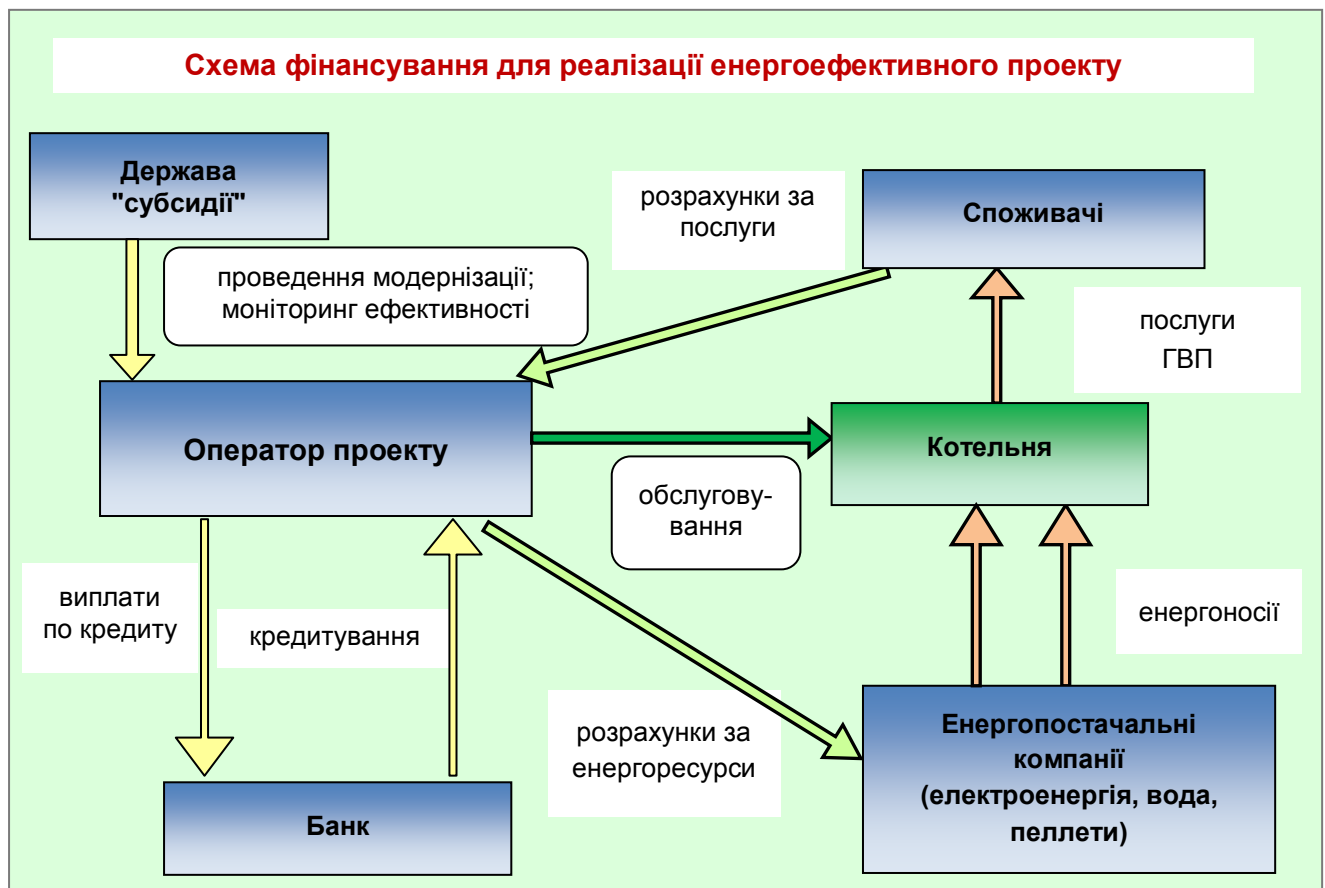 Схема фінансування для реалізації енергоефективного проекту
Держава
"субсидії"
розрахунки за
послуги
Споживачі
проведення модернізації;
моніторинг ефективності
послуги
ГВП
Оператор проекту
Котельня
обслугову-
вання
виплати
по кредиту
кредитування
енергоносії
розрахунки за
енергоресурси
Енергопостачальні
компанії
(електроенергія, вода,
пеллети)
Банк